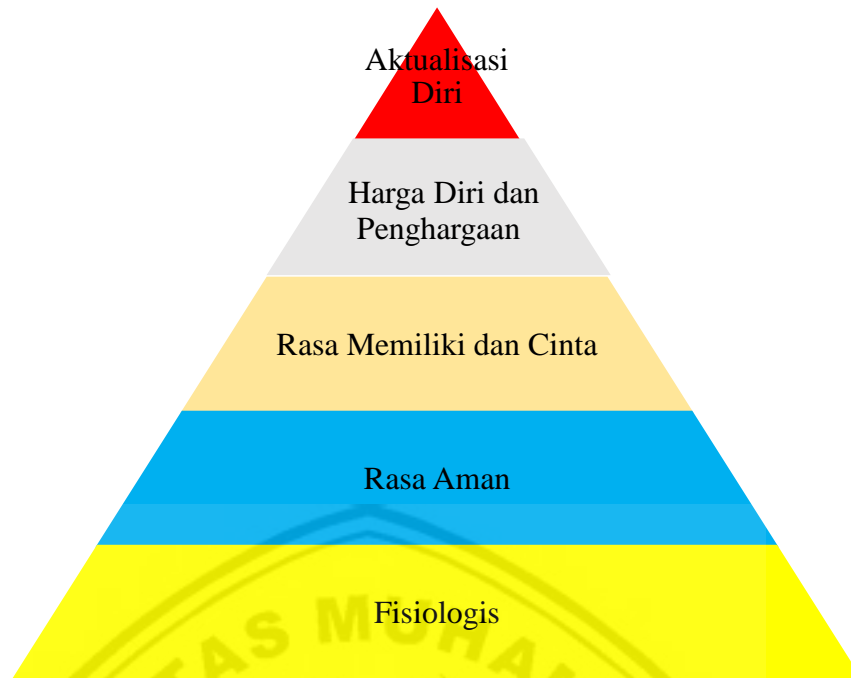 Aktualisasi
Diri
Harga Diri dan
Penghargaan
Rasa Memiliki dan Cinta
Rasa Aman
Fisiologis